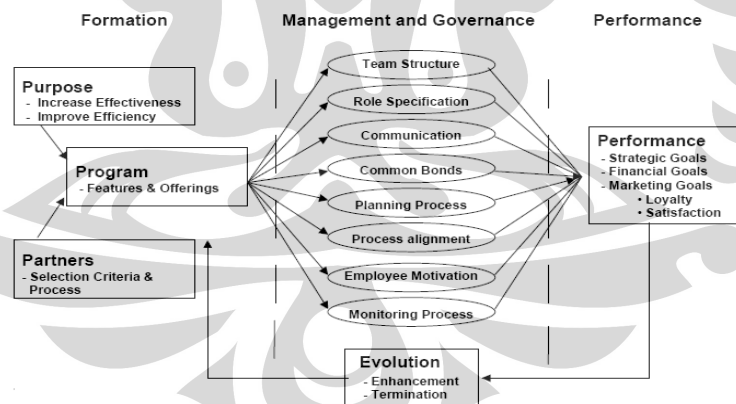 Formation
Management and Governance
Performance
Purpose
- Increase Effectiveness
- Improve Efficiency
Program
- Features & Offerings
Partners
- Selection Criteria &
Process
Team Structure
Role Specification
Communication
Common Bonds
Planning Process
Process alignment
Employee Motivation
Monitoring Process
Performance
- Strategic Goals
- Financial Goals
- Marketing Goals
• Loyalty
• Satisfaction
Evolution
- Enhancement
- Termination